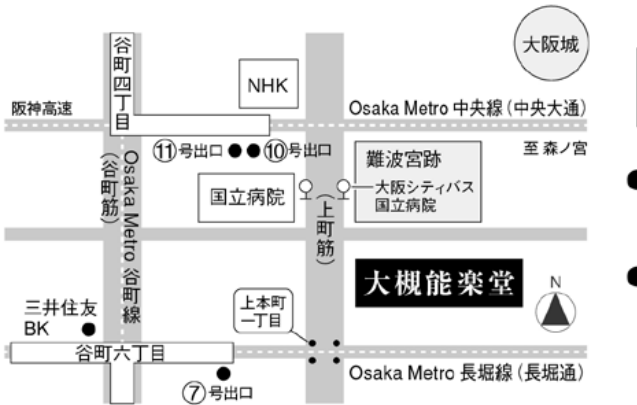 大阪城
谷町四丁目
NHK
阪神高速
Osaka Metro 中央線（中央大通）
至 森ノ宮
⑪号出口
⑩号出口
難波宮跡
大阪シティバス
国立病院
国立病院
（谷町筋）
Osaka Metro 谷町線
（上町筋）
大槻能楽堂
N
三井住友
BK
上本町
一丁目
谷町六丁目
⑦号出口
Osaka Metro 長堀線（長堀通）